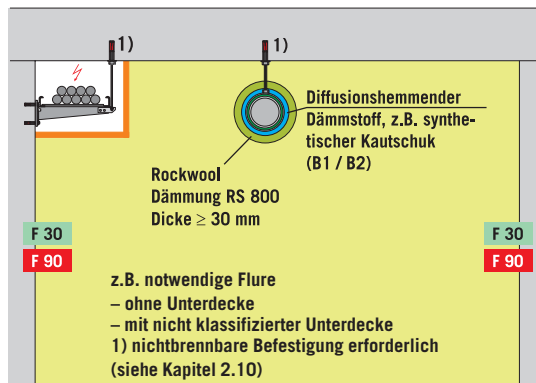 1)
1)
Diffusionshemmender
Dämmstoff, z.B. synthe-
tischer Kautschuk
(B1 / B2)
Rockwool
Dämmung RS 800
Dicke ≥ 30 mm
F 30
F 90
F 30
F 90
z.B. notwendige Flure
– ohne Unterdecke
– mit nicht klassifizierter Unterdecke
1) nichtbrennbare Befestigung erforderlich
(siehe Kapitel 2.10)